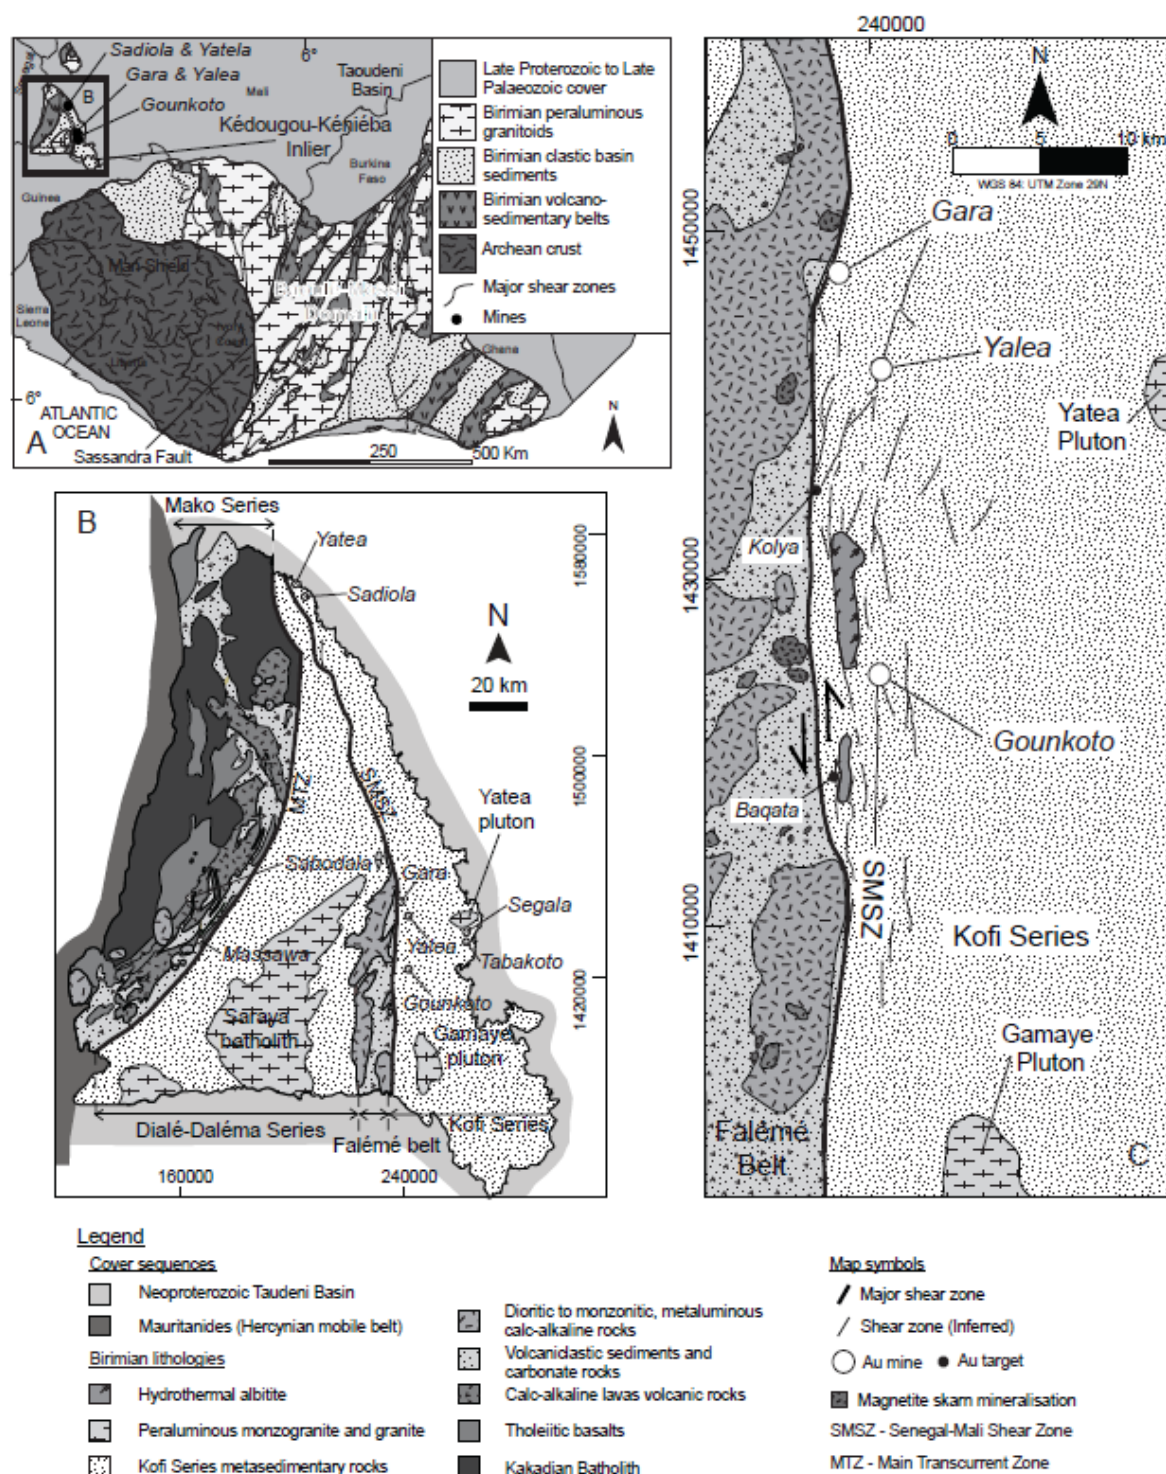 Sadiola & Yatela
Gara & Yalea
Gounkoto
Kédougou-Kéniéba
Inlier
B
6°
Mali
Taoudeni
Basin
Burkina
Faso
Senegal
Guinea
Man Shield
Sierra
Leone
Liberia
Ivory
Coast
Ghana
6°
ATLANTIC
OCEAN
A
Sassandra Fault
250
500 Km
N
Late Proterozoic to Late
Palaeozoic cover
Birimian peraluminous
granitoids
Birimian clastic basin
sediments
Birimian volcano-
sedimentary belts
Archean crust
Major shear zones
Mines
B
Mako Series
Yatea
Sadiola
N
20 km
1580000
1500000
1420000
MTZ
SMSZ
Yatea
pluton
Sabodala
Gara
Segala
Yalea
Tabakoto
Massawa
Gounkoto
Saraya
batholith
Gamaye
pluton
Dialé-Daléma Series
Falémé belt
Kofi Series
160000
240000
240000
N
0
5
10 km
WGS 84: UTM Zone 29N
1450000
1430000
1410000
Gara
Yalea
Yatea
Pluton
Kolya
Gounkoto
Baqata
SMSZ
Kofi Series
Gamaye
Pluton
Falémé
Belt
C
Legend
Cover sequences
Neoproterozoic Taudeni Basin
Mauritanides (Hercynian mobile belt)
Birimian lithologies
Hydrothermal albitite
Peraluminous monzogranite and granite
Kofi Series metasedimentary rocks
Dioritic to monzonitic, metaluminous
calc-alkaline rocks
Volcaniclastic sediments and
carbonate rocks
Calc-alkaline lavas volcanic rocks
Tholeiitic basalts
Kakadian Batholith
Map symbols
Major shear zone
Shear zone (Inferred)
Au mine
Au target
Magnetite skarn mineralisation
SMSZ - Senegal-Mali Shear Zone
MTZ - Main Transcurrent Zone